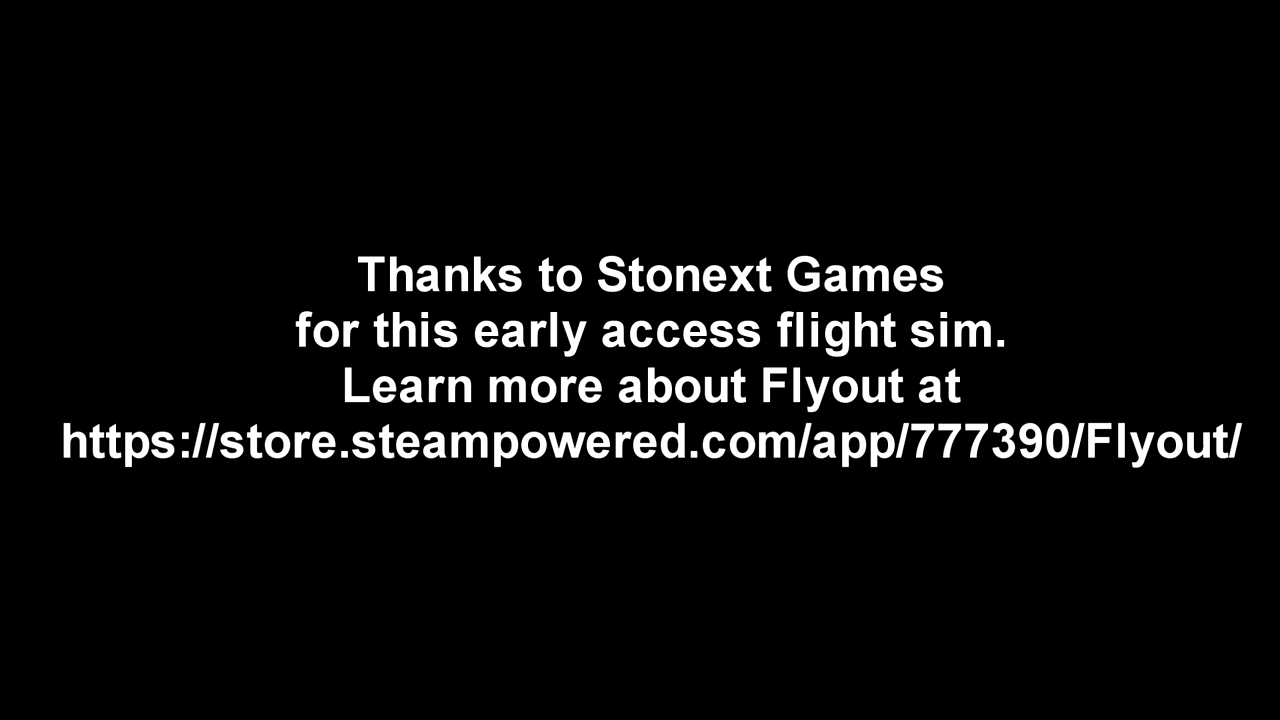 Thanks to Stonext Games
for this early access flight sim.
Learn more about Flyout at
https://store.steampowered.com/app/777390/Flyout/